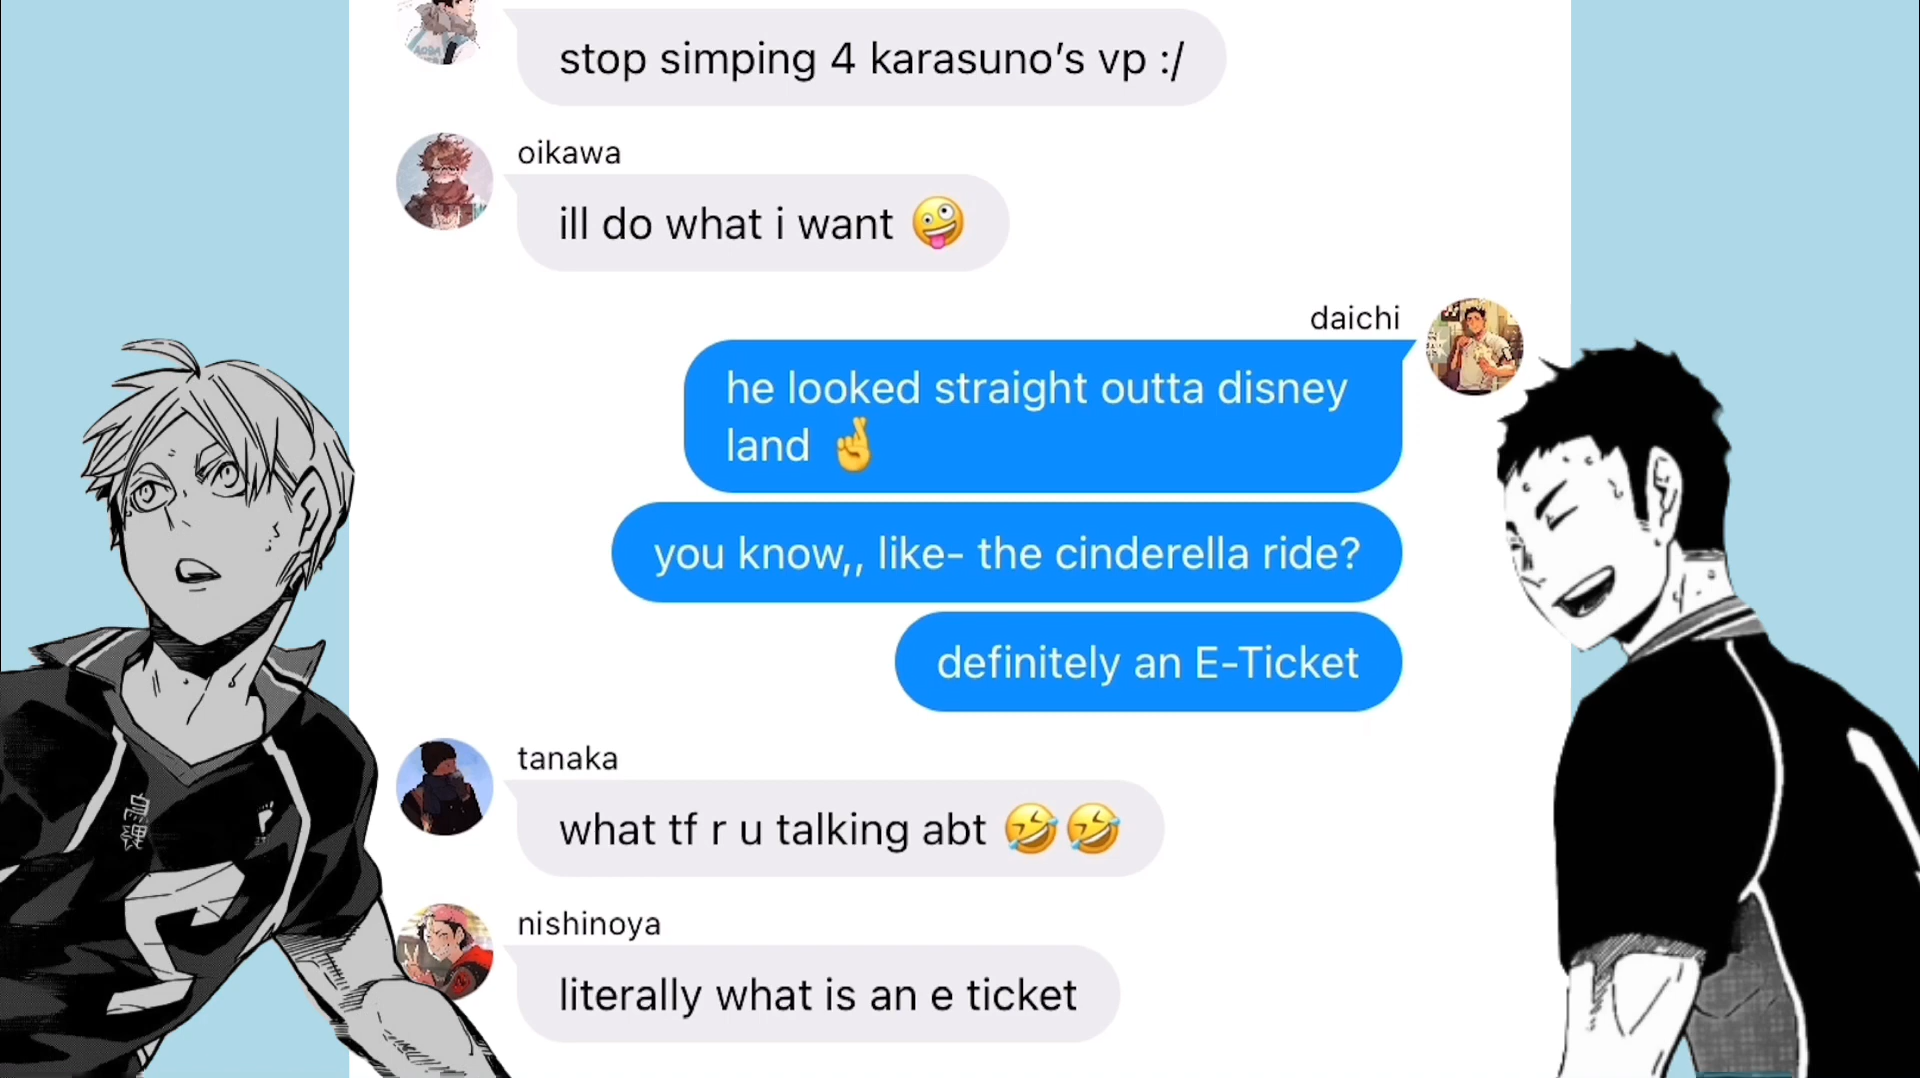 stop simping 4 karasuno's vp :/
oikawa
ill do what i want 🤪
daichi
he looked straight outta disney
land 🤞
you know,, like- the cinderella ride?
definitely an E-Ticket
tanaka
what tf r u talking abt 🤣🤣
nishinoya
literally what is an e ticket